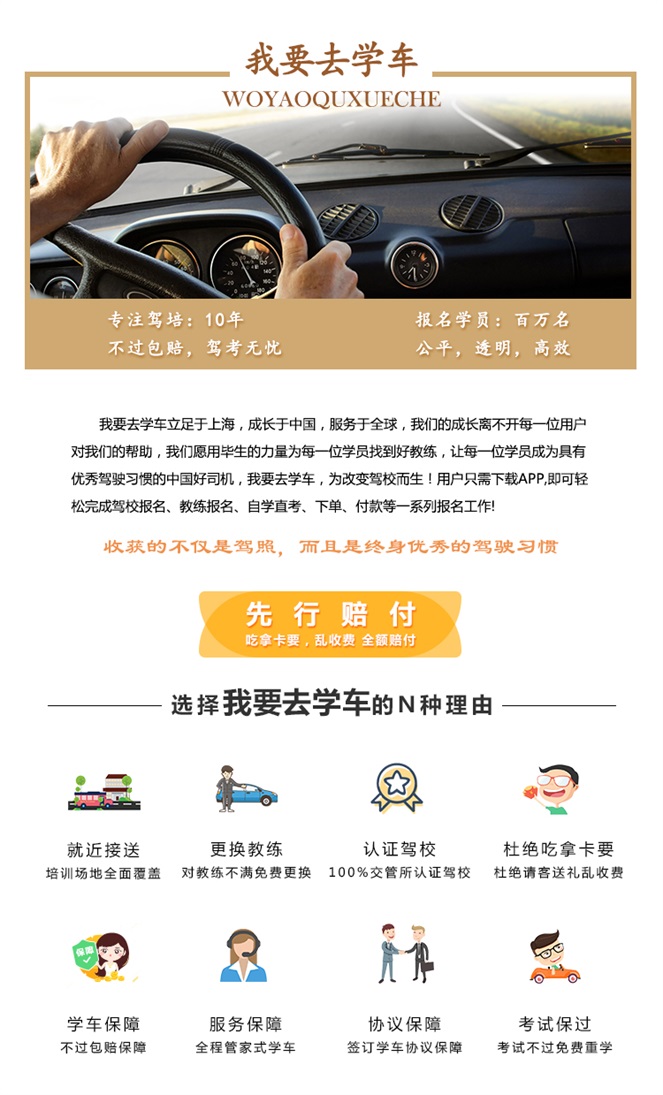 我要去学车
WOYAOQUXUECHE
专注驾培：10年
报名学员：百万名
不过包赔，驾考无忧
公平，透明，高效
我要去学车立足于上海，成长于中国，服务于全球，我们的成长离不开每一位用户
对我们的帮助，我们愿用毕生的力量为每一位学员找到好教练，让每一位学员成为具有
优秀驾驶习惯的中国好司机，我要去学车，为改变驾校而生！用户只需下载APP,即可轻
松完成驾校报名、教练报名、自学直考、下单、付款等一系列报名工作!
收获的不仅是驾照，而且是终身优秀的驾驶习惯
先行赔付
吃拿卡要，乱收费 全额赔付
选择我要去学车的N种理由
就近接送
更换教练
认证驾校
杜绝吃拿卡要
培训场地全面覆盖
对教练不满免费更换
100%交管所认证驾校
杜绝请客送礼乱收费
保障
学车保障
服务保障
协议保障
考试保过
不过包赔保障
全程管家式学车
签订学车协议保障
考试不过免费重学